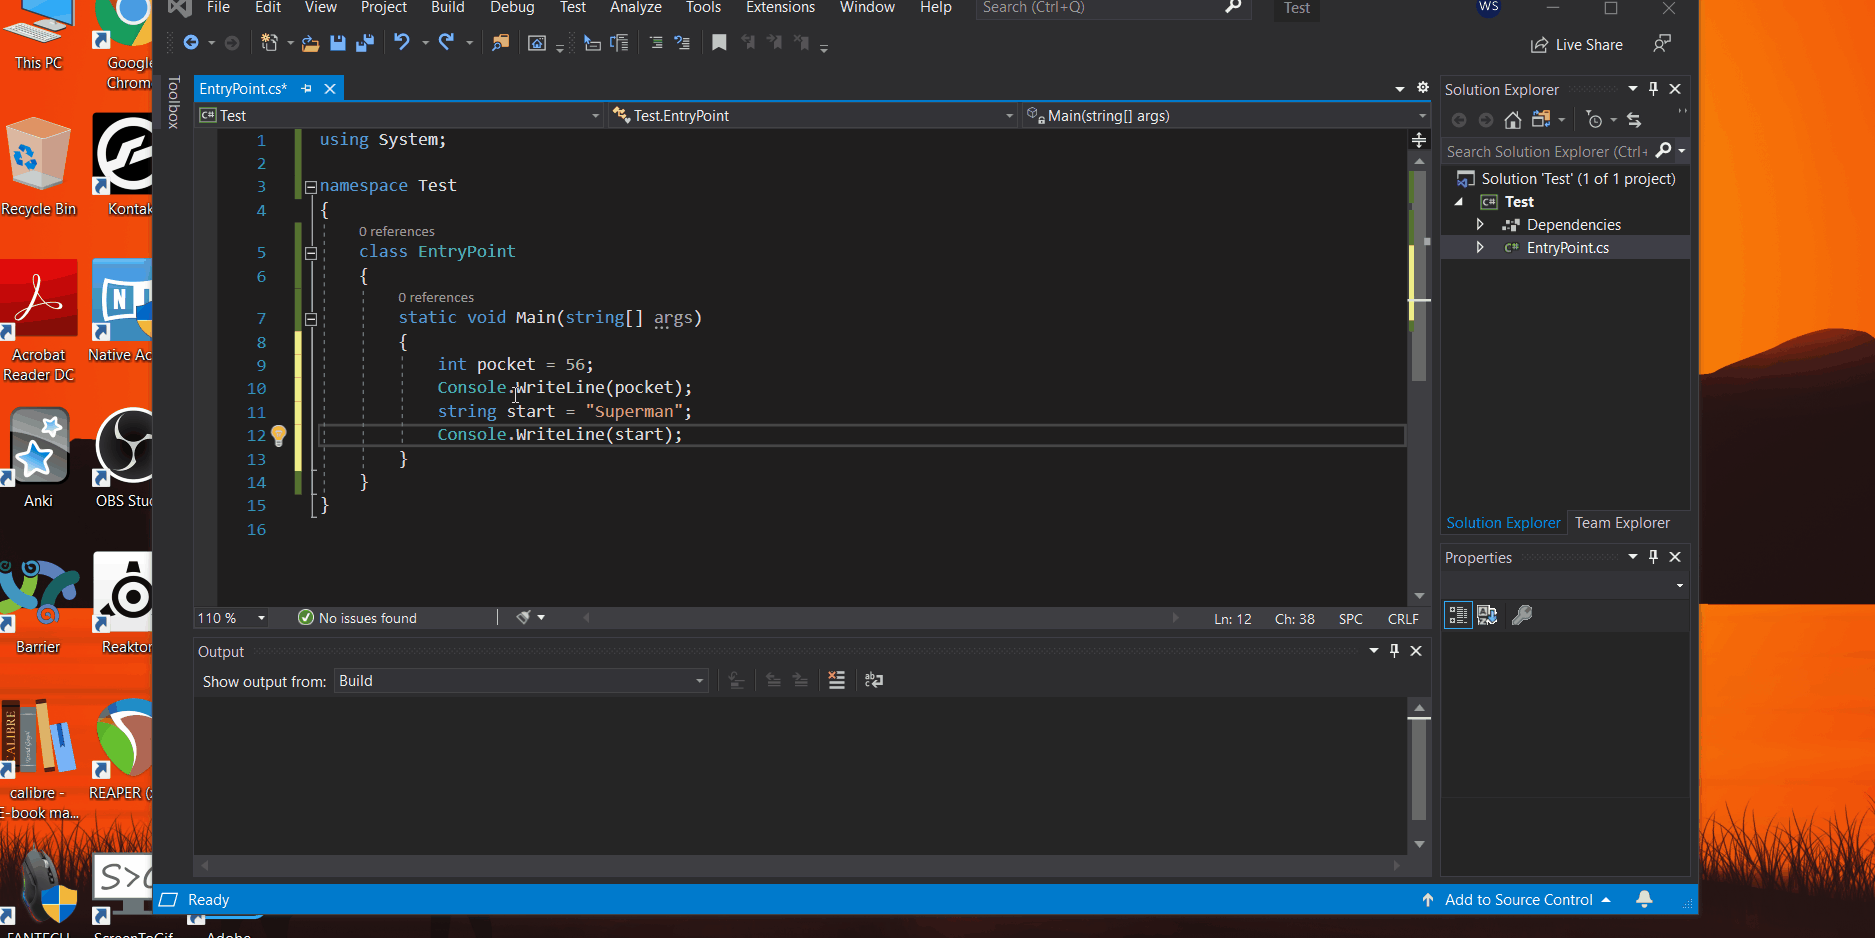 File Edit View Project Build Debug Test Analyze Tools Extensions Window Help Search (Ctrl+Q) Test WS
Live Share
This PC
Google
Chrom
Recycle Bin
Kontak
Acrobat
Reader DC
Native Ac
Anki
OBS Stud
Barrier
Reaktor
CALIBRE
calibre -
E-book ma...
REAPER (
S>G
FANTECH
ScreenToGif
Adobe
Toolbox
EntryPoint.cs*
C# Test
Test.EntryPoint
Main(string[] args)
1 using System;
2
3 namespace Test
4 {
0 references
5 class EntryPoint
6 {
0 references
7 static void Main(string[] args)
8 {
9 int pocket = 56;
10 Console.WriteLine(pocket);
11 string start = "Superman";
12 Console.WriteLine(start);
13 }
14 }
15 }
16
110 %
No issues found
Ln: 12 Ch: 38 SPC CRLF
Output
Show output from: Build
Solution Explorer
Search Solution Explorer (Ctrl+
Solution 'Test' (1 of 1 project)
C# Test
Dependencies
C# EntryPoint.cs
Solution Explorer Team Explorer
Properties
Ready
Add to Source Control